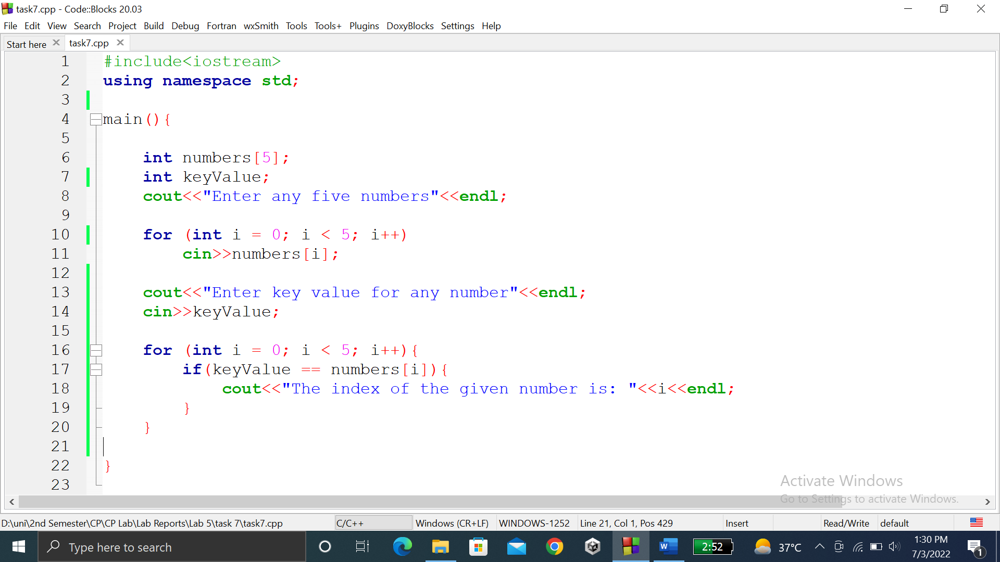 task7.cpp - Code::Blocks 20.03
File Edit View Search Project Build Debug Fortran wxSmith Tools Tools+ Plugins DoxyBlocks Settings Help
Start here task7.cpp
1 #include<iostream>
2 using namespace std;
3
4 main(){
5
6 int numbers[5];
7 int keyValue;
8 cout<<"Enter any five numbers"<<endl;
9
10 for (int i = 0; i < 5; i++)
11 cin>>numbers[i];
12
13 cout<<"Enter key value for any number"<<endl;
14 cin>>keyValue;
15
16 for (int i = 0; i < 5; i++){
17 if(keyValue == numbers[i]){
18 cout<<"The index of the given number is: "<<i<<endl;
19 }
20 }
21
22 }
23
Activate Windows
Go to Settings to activate Windows.
D:\uni\2nd Semester\CP\CP Lab\Lab Reports\Lab 5\task 7\task7.cpp C/C++ Windows (CR+LF) WINDOWS-1252 Line 21, Col 1, Pos 429 Insert Read/Write default
Type here to search W 2:52 37°C 1:30 PM
7/3/2022 1